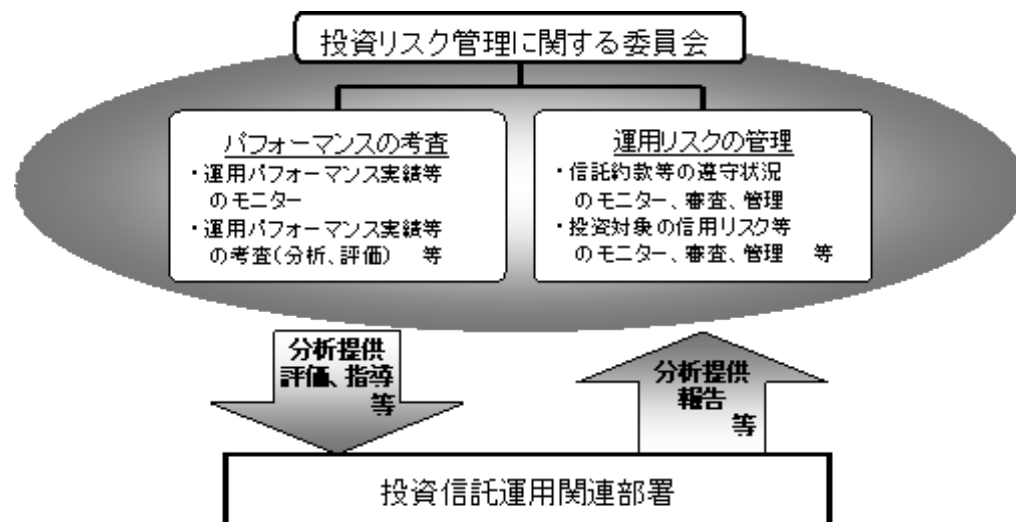 投資リスク管理に関する委員会
パフォーマンスの考査
・運用パフォーマンス実績等
のモニター
・運用パフォーマンス実績等
の考査(分析、評価)　等
運用リスクの管理
・信託約款等の遵守状況
のモニター、審査、管理
・投資対象の信用リスク等
のモニター、審査、管理　等
分析提供
評価、指導
等
分析提供
報告
等
投資信託運用関連部署